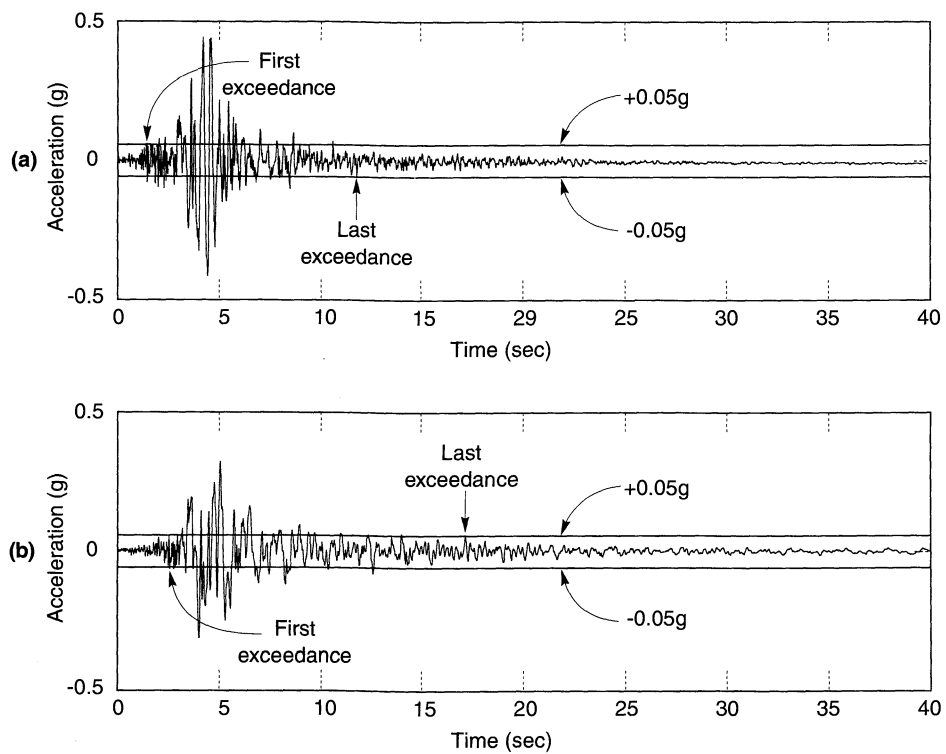 0.5
First
exceedance
+0.05g
(a)
Acceleration (g)
0
Last
exceedance
-0.05g
-0.5
0 5 10 15 29 25 30 35 40
Time (sec)
0.5
Last
exceedance
+0.05g
(b)
Acceleration (g)
0
-0.05g
First
exceedance
-0.5
0 5 10 15 20 25 30 35 40
Time (sec)